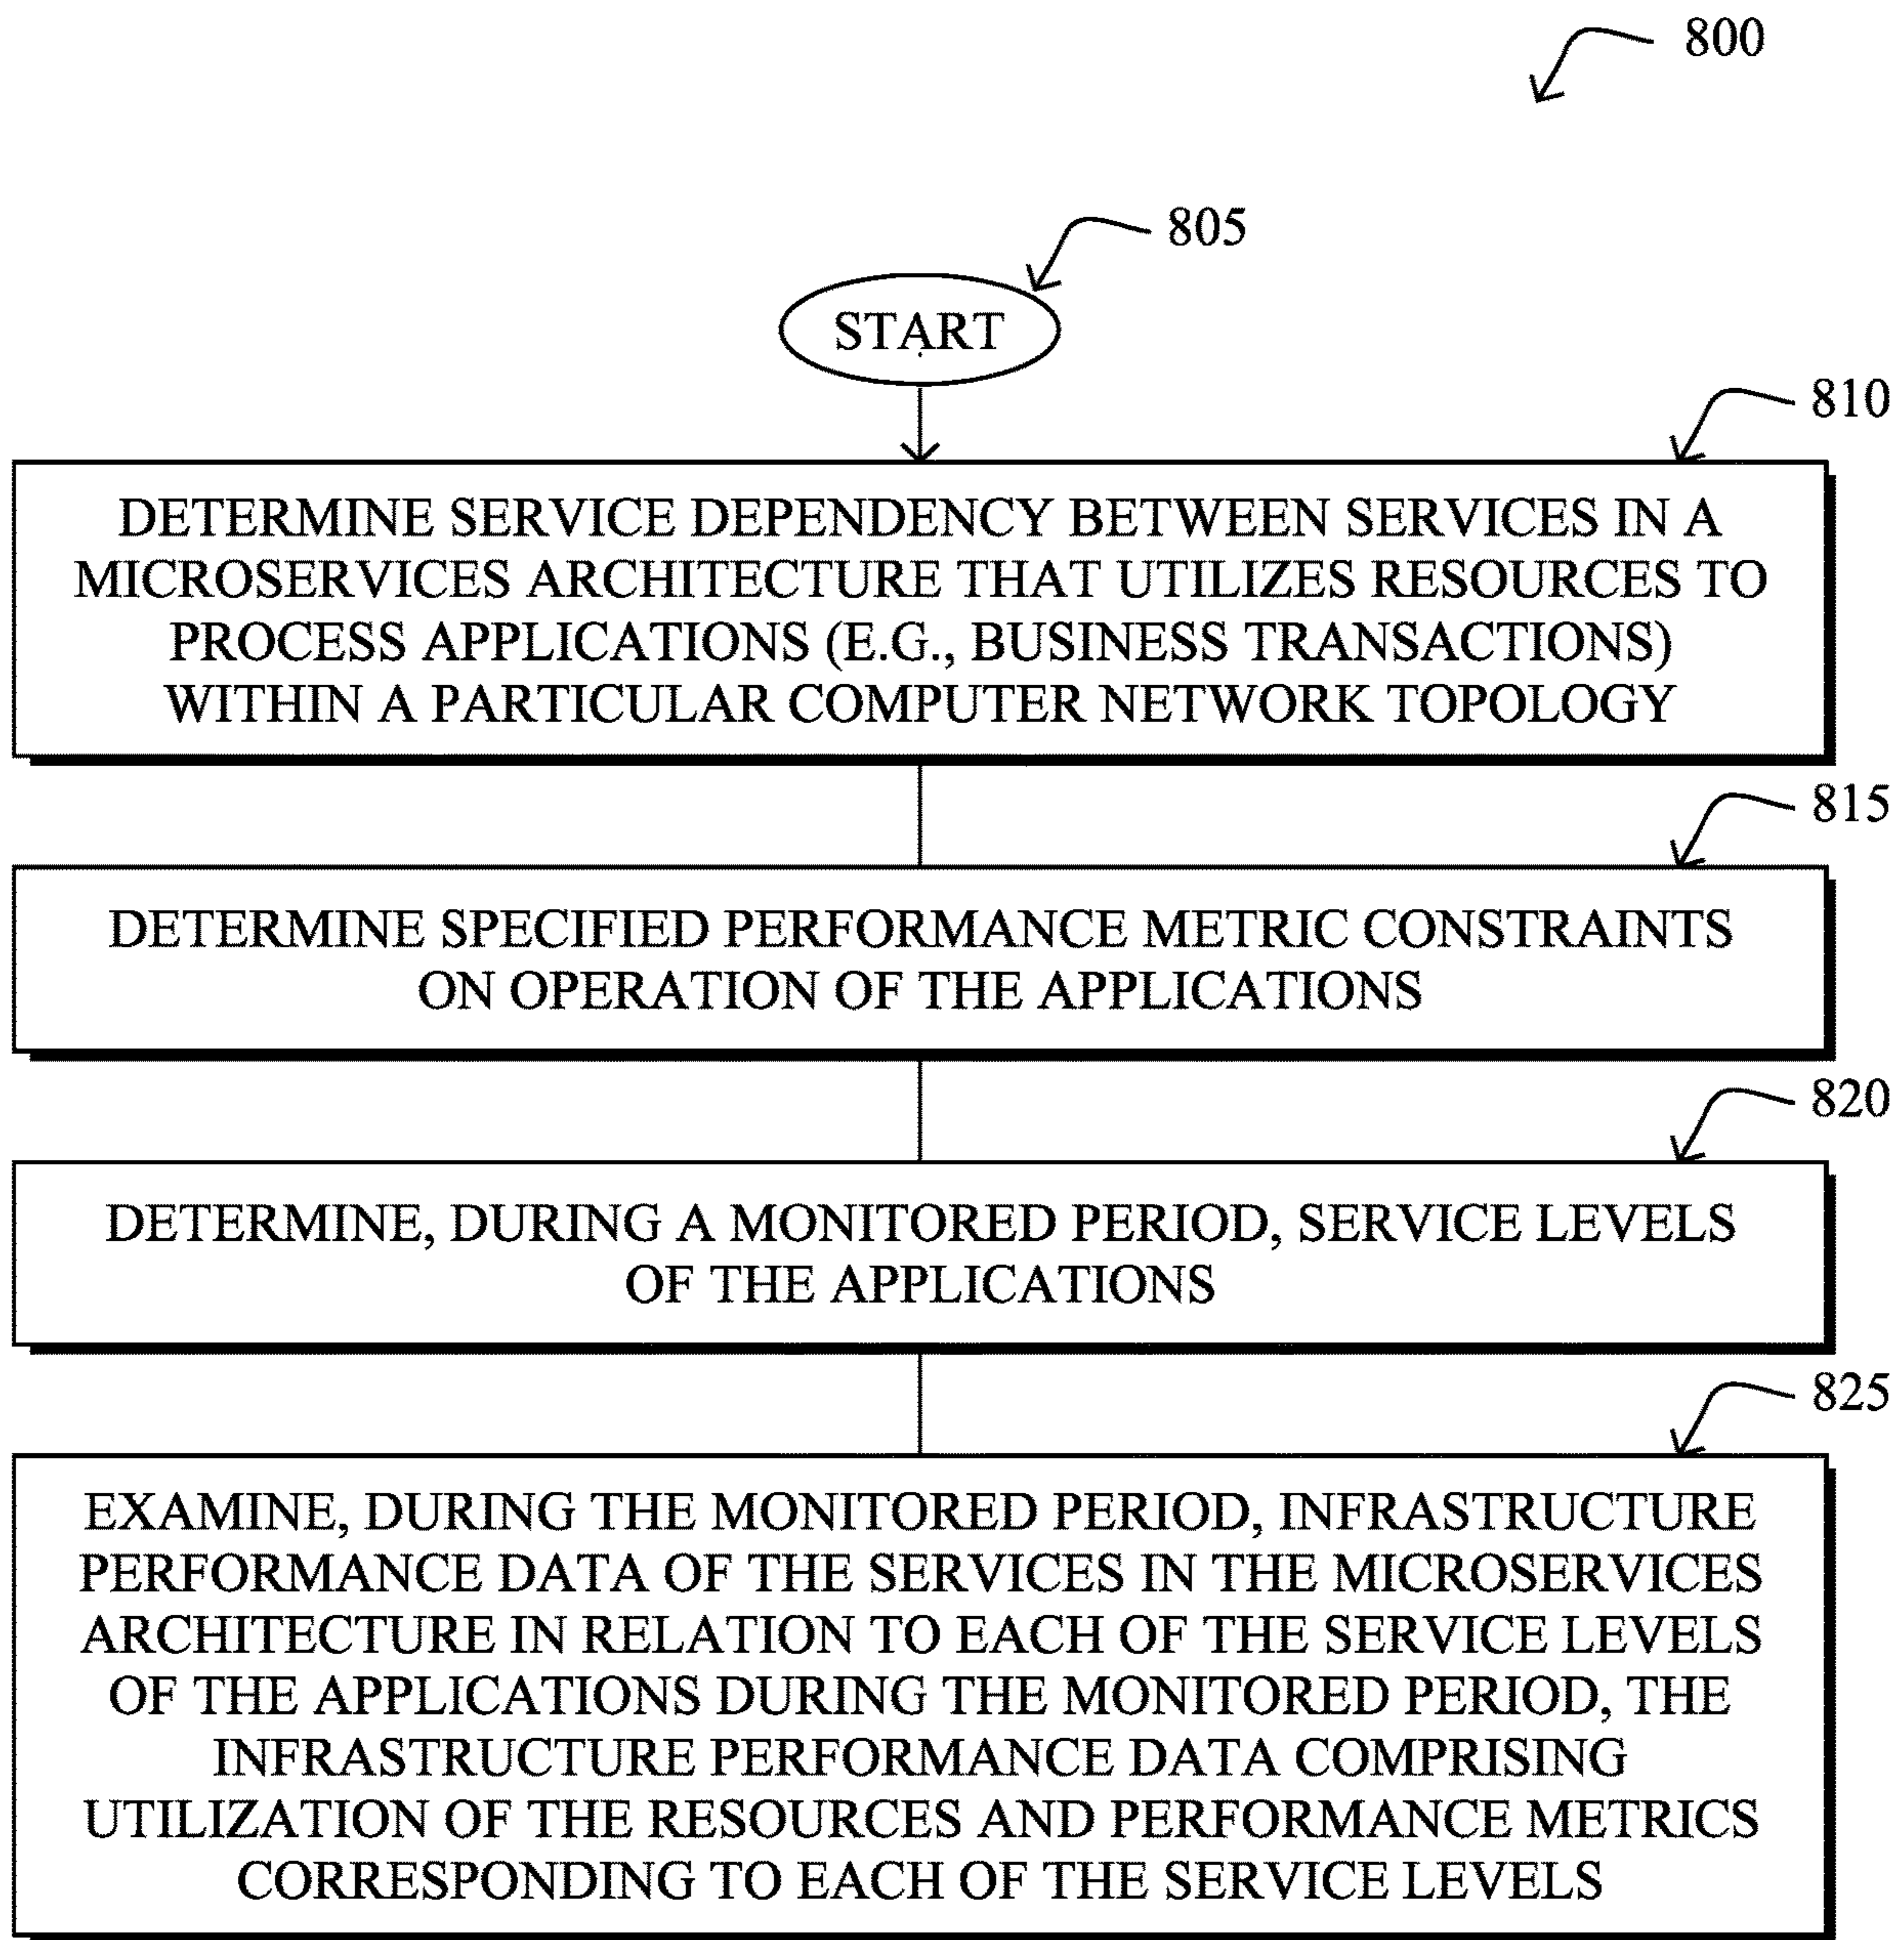 800
805
START
810
DETERMINE SERVICE DEPENDENCY BETWEEN SERVICES IN A
MICROSERVICES ARCHITECTURE THAT UTILIZES RESOURCES TO
PROCESS APPLICATIONS (E.G., BUSINESS TRANSACTIONS)
WITHIN A PARTICULAR COMPUTER NETWORK TOPOLOGY
815
DETERMINE SPECIFIED PERFORMANCE METRIC CONSTRAINTS
ON OPERATION OF THE APPLICATIONS
820
DETERMINE, DURING A MONITORED PERIOD, SERVICE LEVELS
OF THE APPLICATIONS
825
EXAMINE, DURING THE MONITORED PERIOD, INFRASTRUCTURE
PERFORMANCE DATA OF THE SERVICES IN THE MICROSERVICES
ARCHITECTURE IN RELATION TO EACH OF THE SERVICE LEVELS
OF THE APPLICATIONS DURING THE MONITORED PERIOD, THE
INFRASTRUCTURE PERFORMANCE DATA COMPRISING
UTILIZATION OF THE RESOURCES AND PERFORMANCE METRICS
CORRESPONDING TO EACH OF THE SERVICE LEVELS